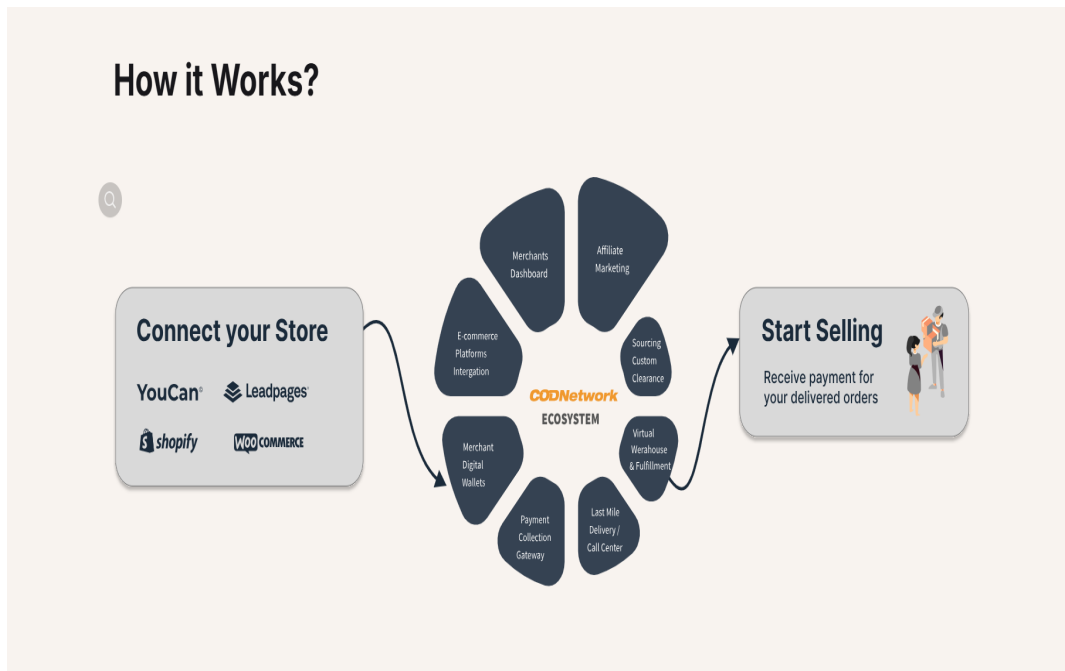 How it Works?
Connect your Store
YouCan®
Leadpages®
shopify
WOO COMMERCE
Merchants
Dashboard
Affiliate
Marketing
E-commerce
Platforms
Intergation
Sourcing
Custom
Clearance
CODNetwork
ECOSYSTEM
Merchant
Digital
Wallets
Virtual
Werahouse
& Fulfillment
Payment
Collection
Gateway
Last Mile
Delivery /
Call Center
Start Selling
Receive payment for
your delivered orders